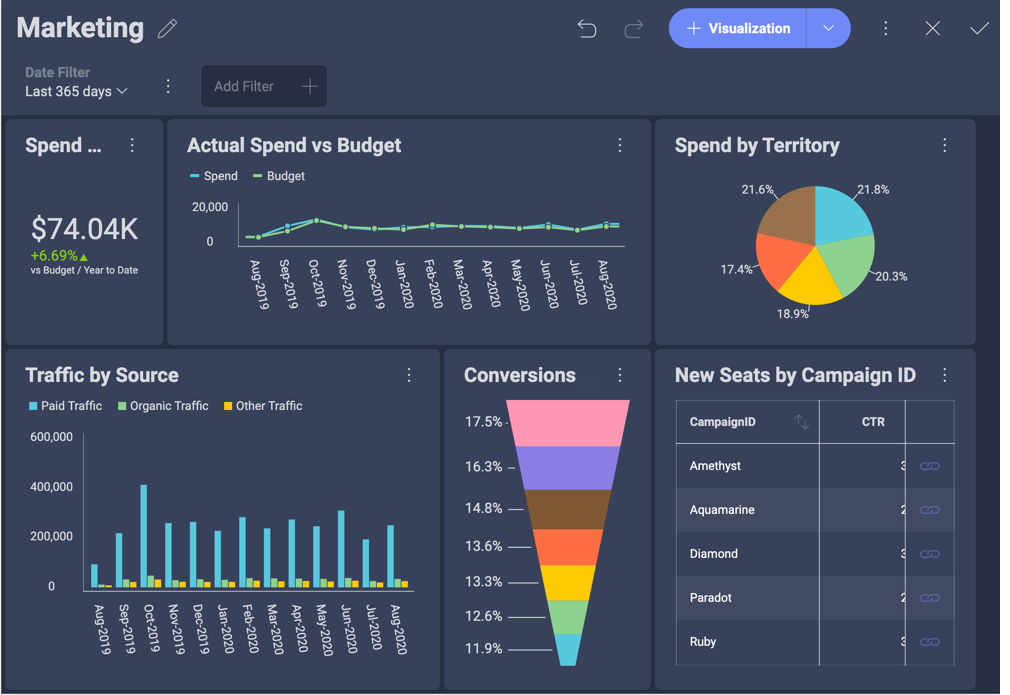 Marketing
Visualization
Date Filter
Last 365 days
Add Filter
Spend ...
$74.04K
+6.69%
vs Budget / Year to Date
Actual Spend vs Budget
Spend Budget
20,000
0
Aug-2019 Sep-2019 Oct-2019 Nov-2019 Dec-2019 Jan-2020 Feb-2020 Mar-2020 Apr-2020 May-2020 Jun-2020 Jul-2020 Aug-2020
Spend by Territory
21.6% 21.8%
17.4% 20.3%
18.9%
Traffic by Source
Paid Traffic Organic Traffic Other Traffic
600,000
400,000
200,000
0
Aug-2019 Sep-2019 Oct-2019 Nov-2019 Dec-2019 Jan-2020 Feb-2020 Mar-2020 Apr-2020 May-2020 Jun-2020 Jul-2020 Aug-2020
Conversions
17.5%
16.3%
14.8%
13.6%
13.3%
12.6%
11.9%
New Seats by Campaign ID
CampaignID CTR
Amethyst
Aquamarine
Diamond
Paradot
Ruby